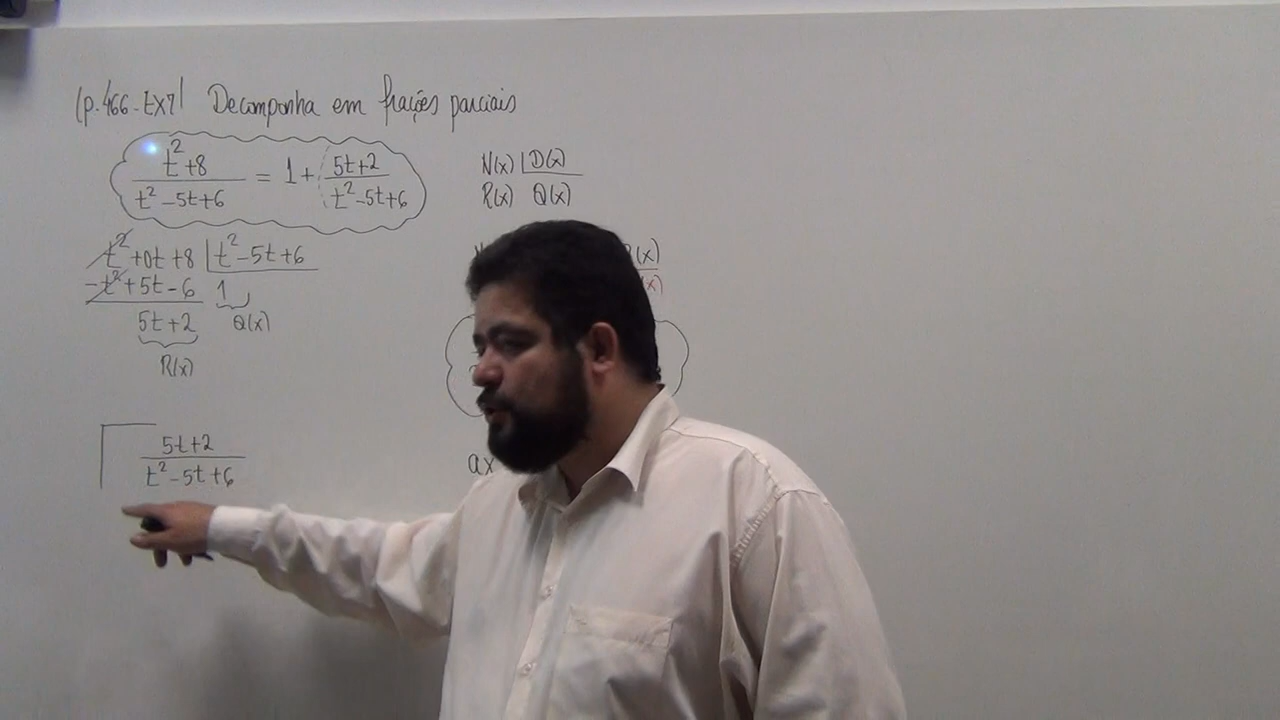 (p.466-EX7) Decomponha em frações parciais
t²+8 / t²-5t+6 = 1 + 5t+2 / t²-5t+6
N(x) | D(x)
R(x) Q(x)
t²+0t+8 | t²-5t+6
-t²+5t-6 1
5t+2 Q(x)
R(x)
(x)
(x)
5t+2 / t²-5t+6
ax